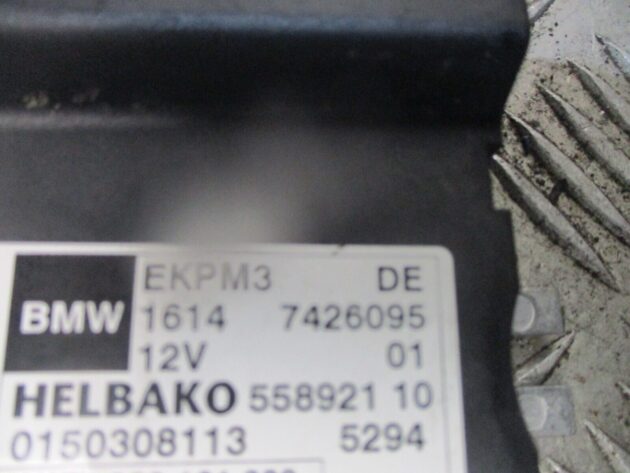 BMW
EKPM3 DE
1614 7426095
12V 01
HELBAKO 558921 10
0150308113 5294